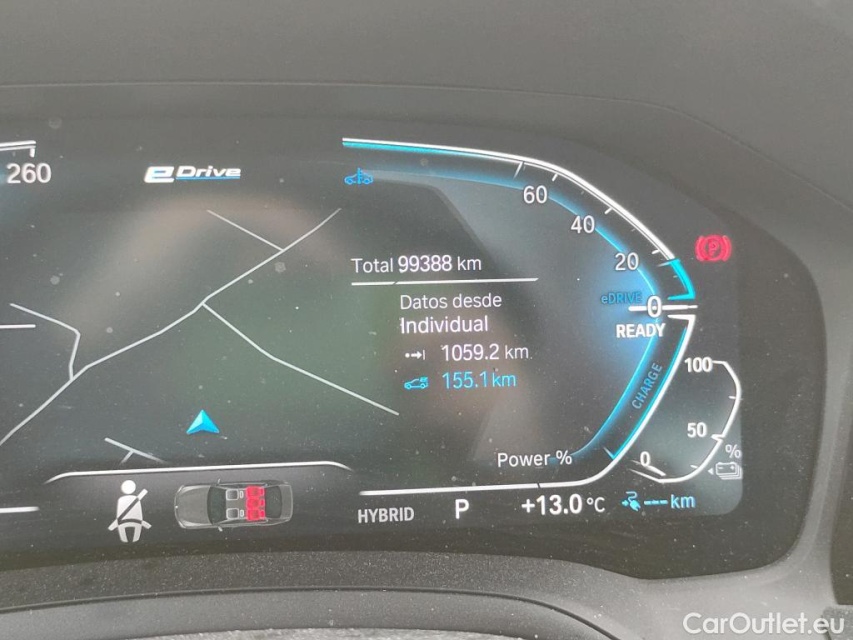 260
eDrive
60
40
20
Total 99388 km
Datos desde
Individual
1059.2 km
155.1 km
eDRIVE
0
READY
CHARGE
100
50
0
%
Power %
HYBRID
P
+13.0 °C
--- km
P
CarOutlet.eu